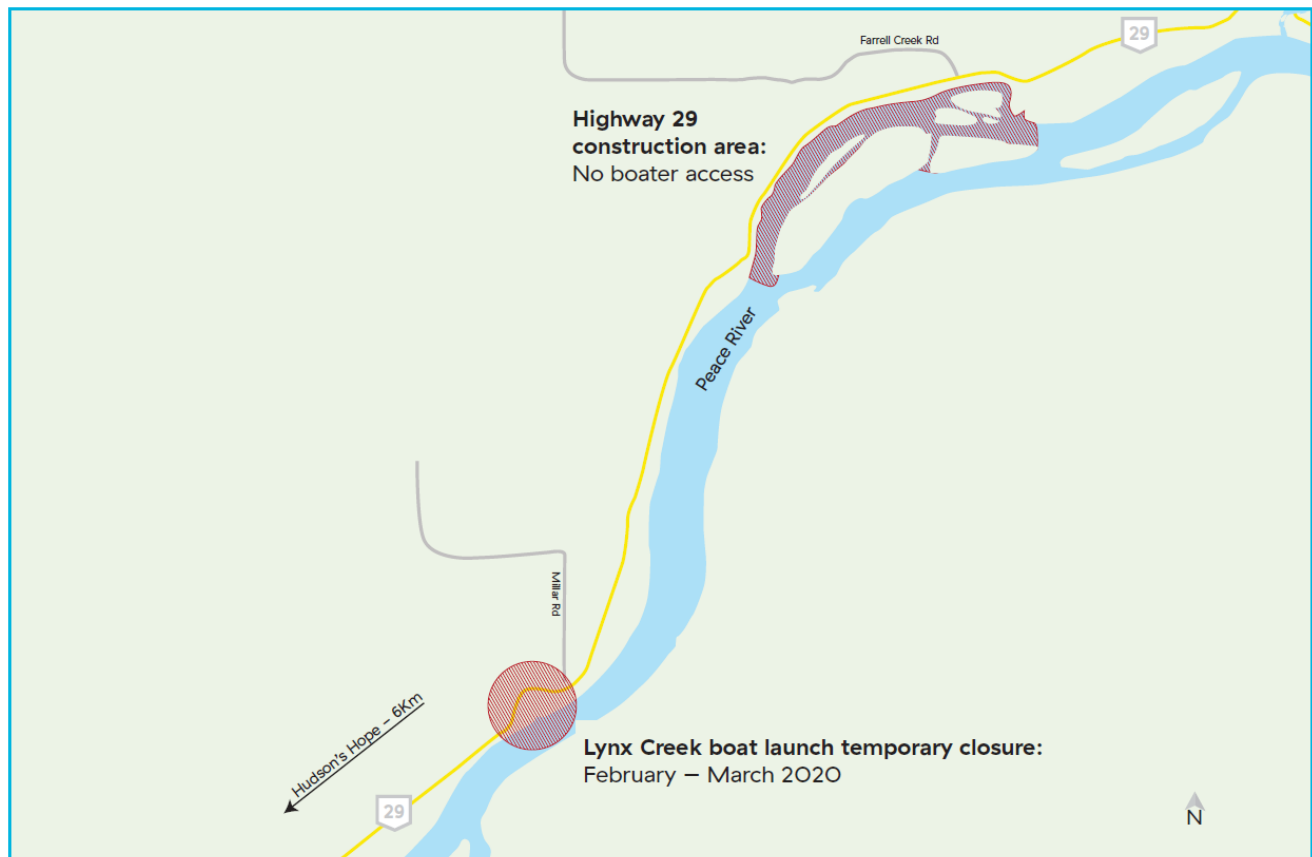 29
Farrell Creek Rd
Highway 29
construction area:
No boater access
Peace River
Millar Rd
Hudson's Hope – 6Km
Lynx Creek boat launch temporary closure:
February – March 2020
29
N